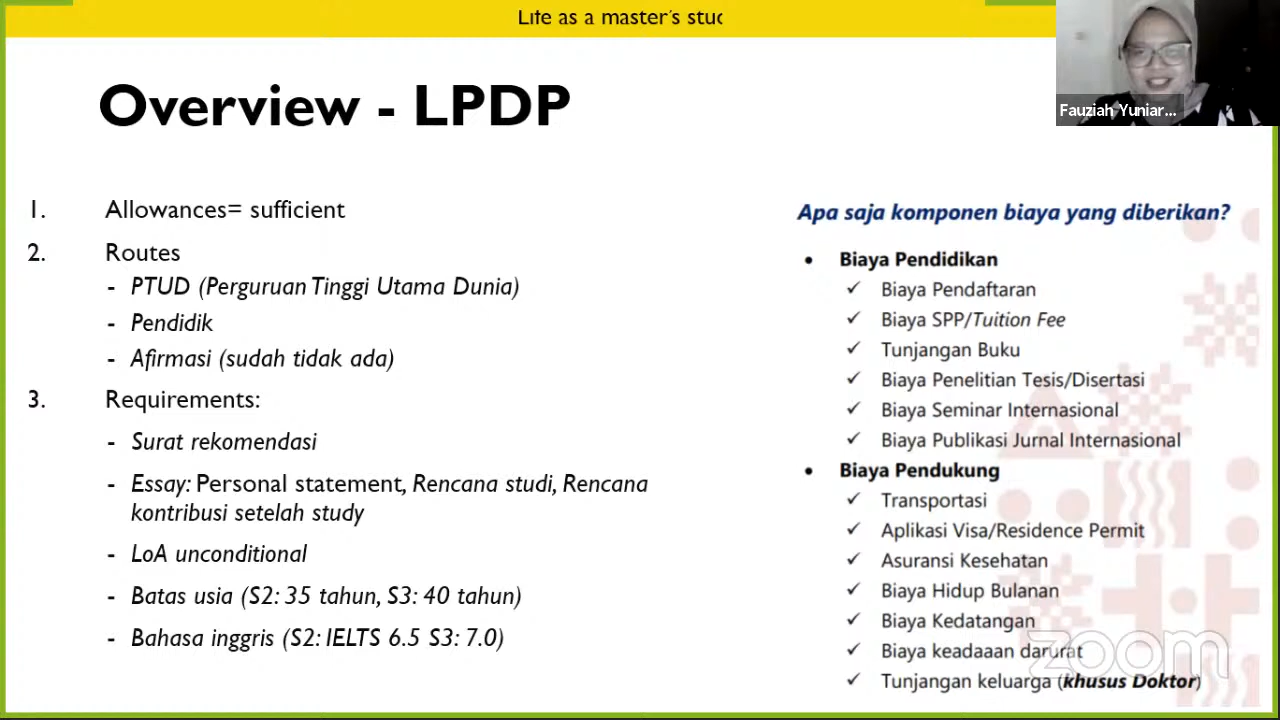 Life as a master's stud
Overview - LPDP
Fauziah Yuniar...
1. Allowances= sufficient
2. Routes
- PTUD (Perguruan Tinggi Utama Dunia)
- Pendidik
- Afirmasi (sudah tidak ada)
3. Requirements:
- Surat rekomendasi
- Essay: Personal statement, Rencana studi, Rencana
kontribusi setelah study
- LoA unconditional
- Batas usia (S2: 35 tahun, S3: 40 tahun)
- Bahasa inggris (S2: IELTS 6.5 S3: 7.0)
Apa saja komponen biaya yang diberikan?
• Biaya Pendidikan
✓ Biaya Pendaftaran
✓ Biaya SPP/Tuition Fee
✓ Tunjangan Buku
✓ Biaya Penelitian Tesis/Disertasi
✓ Biaya Seminar Internasional
✓ Biaya Publikasi Jurnal Internasional
• Biaya Pendukung
✓ Transportasi
✓ Aplikasi Visa/Residence Permit
✓ Asuransi Kesehatan
✓ Biaya Hidup Bulanan
✓ Biaya Kedatangan
✓ Biaya keadaaan darurat
✓ Tunjangan keluarga (khusus Doktor)
zoom